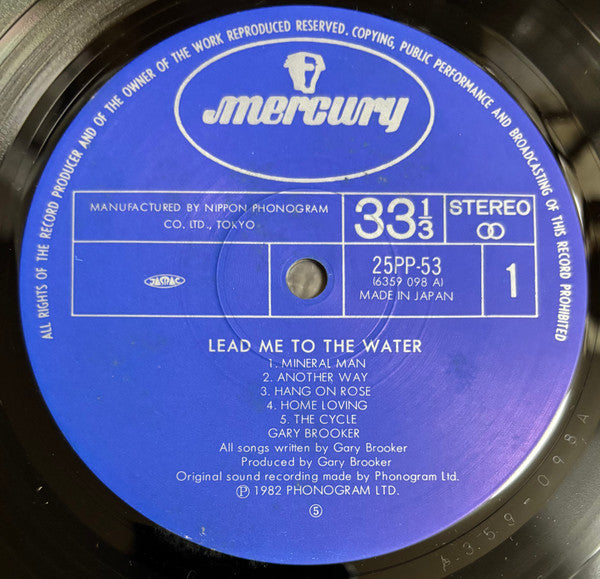 ALL RIGHTS OF THE RECORD PRODUCER AND OF THE OWNER OF THE WORK REPRODUCED RESERVED. COPYING, PUBLIC PERFORMANCE AND BROADCASTING OF THIS RECORD PROHIBITED
mercury
MANUFACTURED BY NIPPON PHONOGRAM
CO. LTD., TOKYO
33 1/3
STEREO
JASRAC
25PP-53
(6359 098 A)
MADE IN JAPAN
1
LEAD ME TO THE WATER
1. MINERAL MAN
2. ANOTHER WAY
3. HANG ON ROSE
4. HOME LOVING
5. THE CYCLE
GARY BROOKER
All songs written by Gary Brooker
Produced by Gary Brooker
Original sound recording made by Phonogram Ltd.
Ⓟ 1982 PHONOGRAM LTD.
⑤